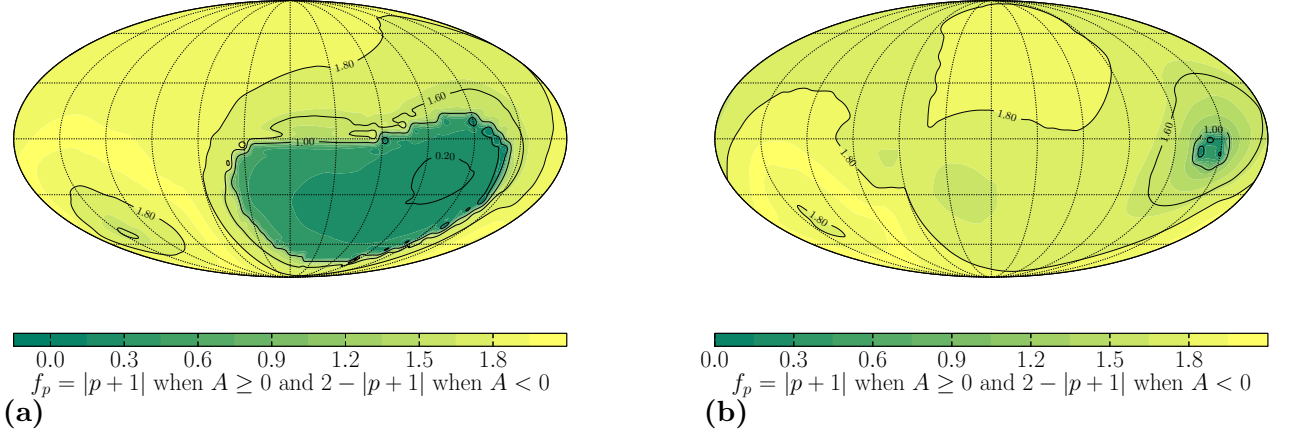 1.80
1.60
1.00
0.20
1.80
1.80
1.60
1.00
1.80
1.80
0.0 0.3 0.6 0.9 1.2 1.5 1.8
0.0 0.3 0.6 0.9 1.2 1.5 1.8
f_p = |p + 1| when A ≥ 0 and 2 − |p + 1| when A < 0
f_p = |p + 1| when A ≥ 0 and 2 − |p + 1| when A < 0
(a)
(b)